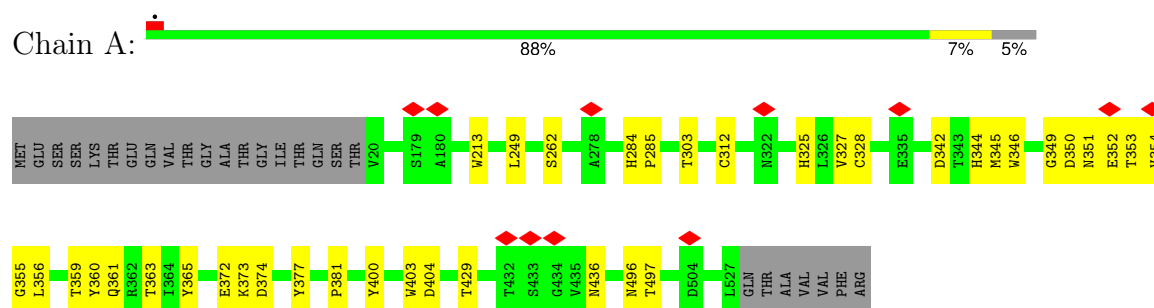 Chain A:
88% 7% 5%
MET GLU SER SER LYS THR GLU GLN VAL THR GLY ALA THR GLY ILE THR GLN SER THR V20 S179 A180 W213 L249 S262 A278 H284 P285 T303 C312 N322 H325 L326 V327 C328 E335 D342 T343 H344 M345 W346 G349 D350 N351 E352 T353
G355 L356 T359 Y360 Q361 R362 T363 I364 Y365 E372 K373 D374 Y377 P381 Y400 W403 D404 T429 T432 S433 G434 V435 N436 N496 T497 D504 L527 GLN THR ALA VAL VAL PHE ARG